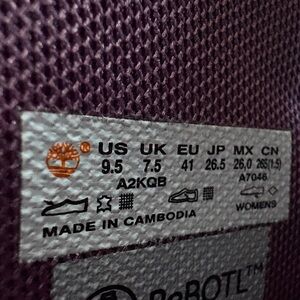 US UK EU JP MX CN
9.5 7.5 41 26.5 26.0 265(1.5)
A2KQB A7046
WOMENS
MADE IN CAMBODIA
ReBOTL™